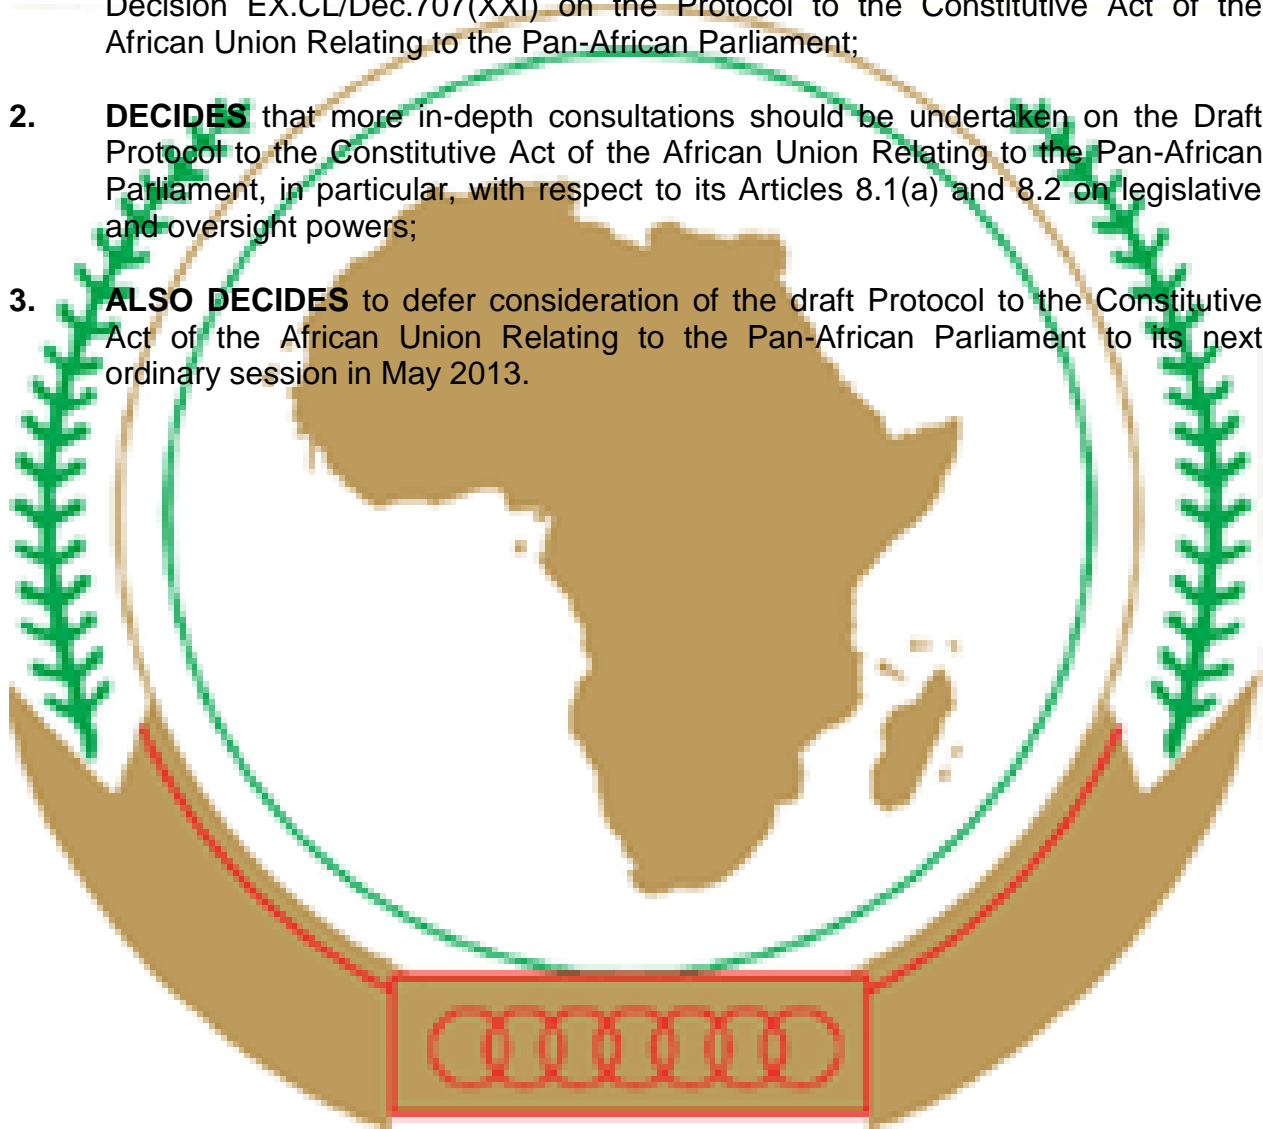 Decision EX.CL/Dec.707(XXI) on the Protocol to the Constitutive Act of the
African Union Relating to the Pan-African Parliament;
2. DECIDES that more in-depth consultations should be undertaken on the Draft
Protocol to the Constitutive Act of the African Union Relating to the Pan-African
Parliament, in particular, with respect to its Articles 8.1(a) and 8.2 on legislative
and oversight powers;
3. ALSO DECIDES to defer consideration of the draft Protocol to the Constitutive
Act of the African Union Relating to the Pan-African Parliament to its next
ordinary session in May 2013.